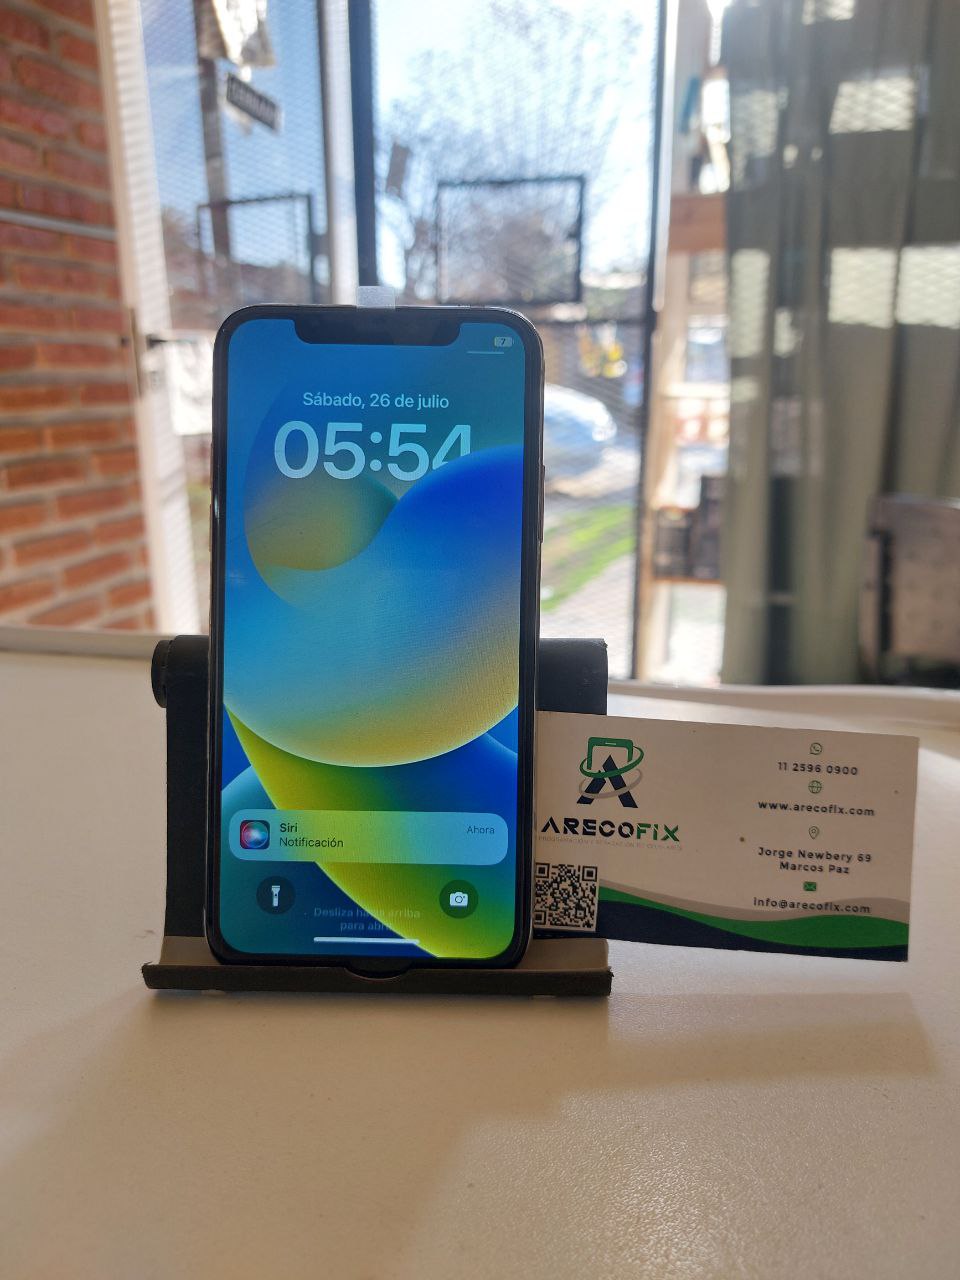 7
Sábado, 26 de julio
05:54
Siri
Ahora
Notificación
Desliza hacia arriba
para abrir
ARECOFIX
11 2596 0900
www.arecofix.com
Jorge Newbery 69
Marcos Paz
info@arecofix.com